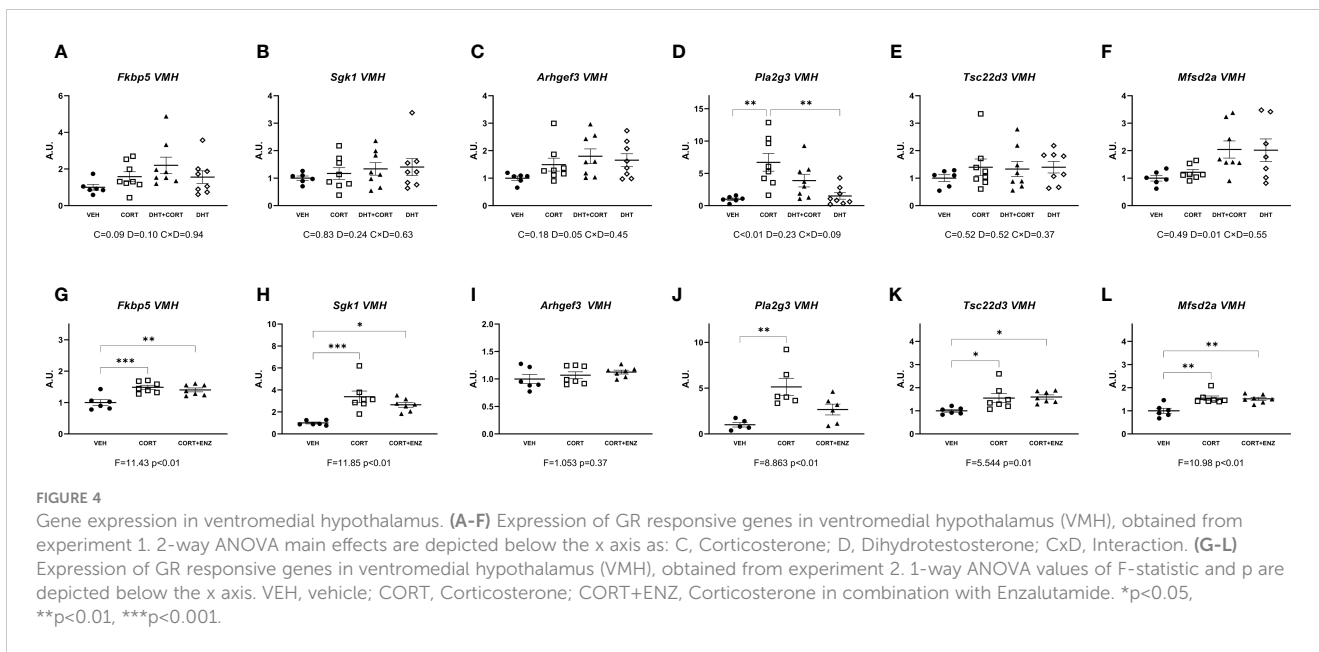 A
Fkbp5 VMH
A.U.
6
4
2
0
VEH CORT DHT+CORT DHT
C=0.09 D=0.10 C×D=0.94
B
Sgk1 VMH
A.U.
4
3
2
1
0
VEH CORT DHT+CORT DHT
C=0.83 D=0.24 C×D=0.63
C
Arhgef3 VMH
A.U.
4
3
2
1
0
VEH CORT DHT+CORT DHT
C=0.18 D=0.05 C×D=0.45
D
Pla2g3 VMH
A.U.
15
10
5
0
** **
VEH CORT DHT+CORT DHT
C<0.01 D=0.23 C×D=0.09
E
Tsc22d3 VMH
A.U.
4
3
2
1
0
VEH CORT DHT+CORT DHT
C=0.52 D=0.52 C×D=0.37
F
Mfsd2a VMH
A.U.
4
3
2
1
0
VEH CORT DHT+CORT DHT
C=0.49 D=0.01 C×D=0.55
G
Fkbp5 VMH
A.U.
3
2
1
0
**
***
VEH CORT CORT+ENZ
F=11.43 p<0.01
H
Sgk1 VMH
A.U.
10
8
6
4
2
0
*
***
VEH CORT CORT+ENZ
F=11.85 p<0.01
I
Arhgef3 VMH
A.U.
2.0
1.5
1.0
0.5
0.0
VEH CORT CORT+ENZ
F=1.053 p=0.37
J
Pla2g3 VMH
A.U.
10
5
0
**
VEH CORT CORT+ENZ
F=8.863 p<0.01
K
Tsc22d3 VMH
A.U.
4
3
2
1
0
*
*
VEH CORT CORT+ENZ
F=5.544 p=0.01
L
Mfsd2a VMH
A.U.
4
3
2
1
0
**
**
VEH CORT CORT+ENZ
F=10.98 p<0.01
FIGURE 4
Gene expression in ventromedial hypothalamus. (A-F) Expression of GR responsive genes in ventromedial hypothalamus (VMH), obtained from
experiment 1. 2-way ANOVA main effects are depicted below the x axis as: C, Corticosterone; D, Dihydrotestosterone; CxD, Interaction. (G-L)
Expression of GR responsive genes in ventromedial hypothalamus (VMH), obtained from experiment 2. 1-way ANOVA values of F-statistic and p are
depicted below the x axis. VEH, vehicle; CORT, Corticosterone; CORT+ENZ, Corticosterone in combination with Enzalutamide. *p<0.05,
**p<0.01, ***p<0.001.